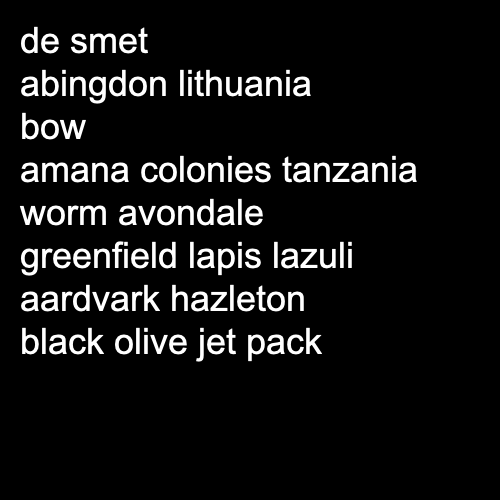 de smet
abingdon lithuania
bow
amana colonies tanzania
worm avondale
greenfield lapis lazuli
aardvark hazleton
black olive jet pack